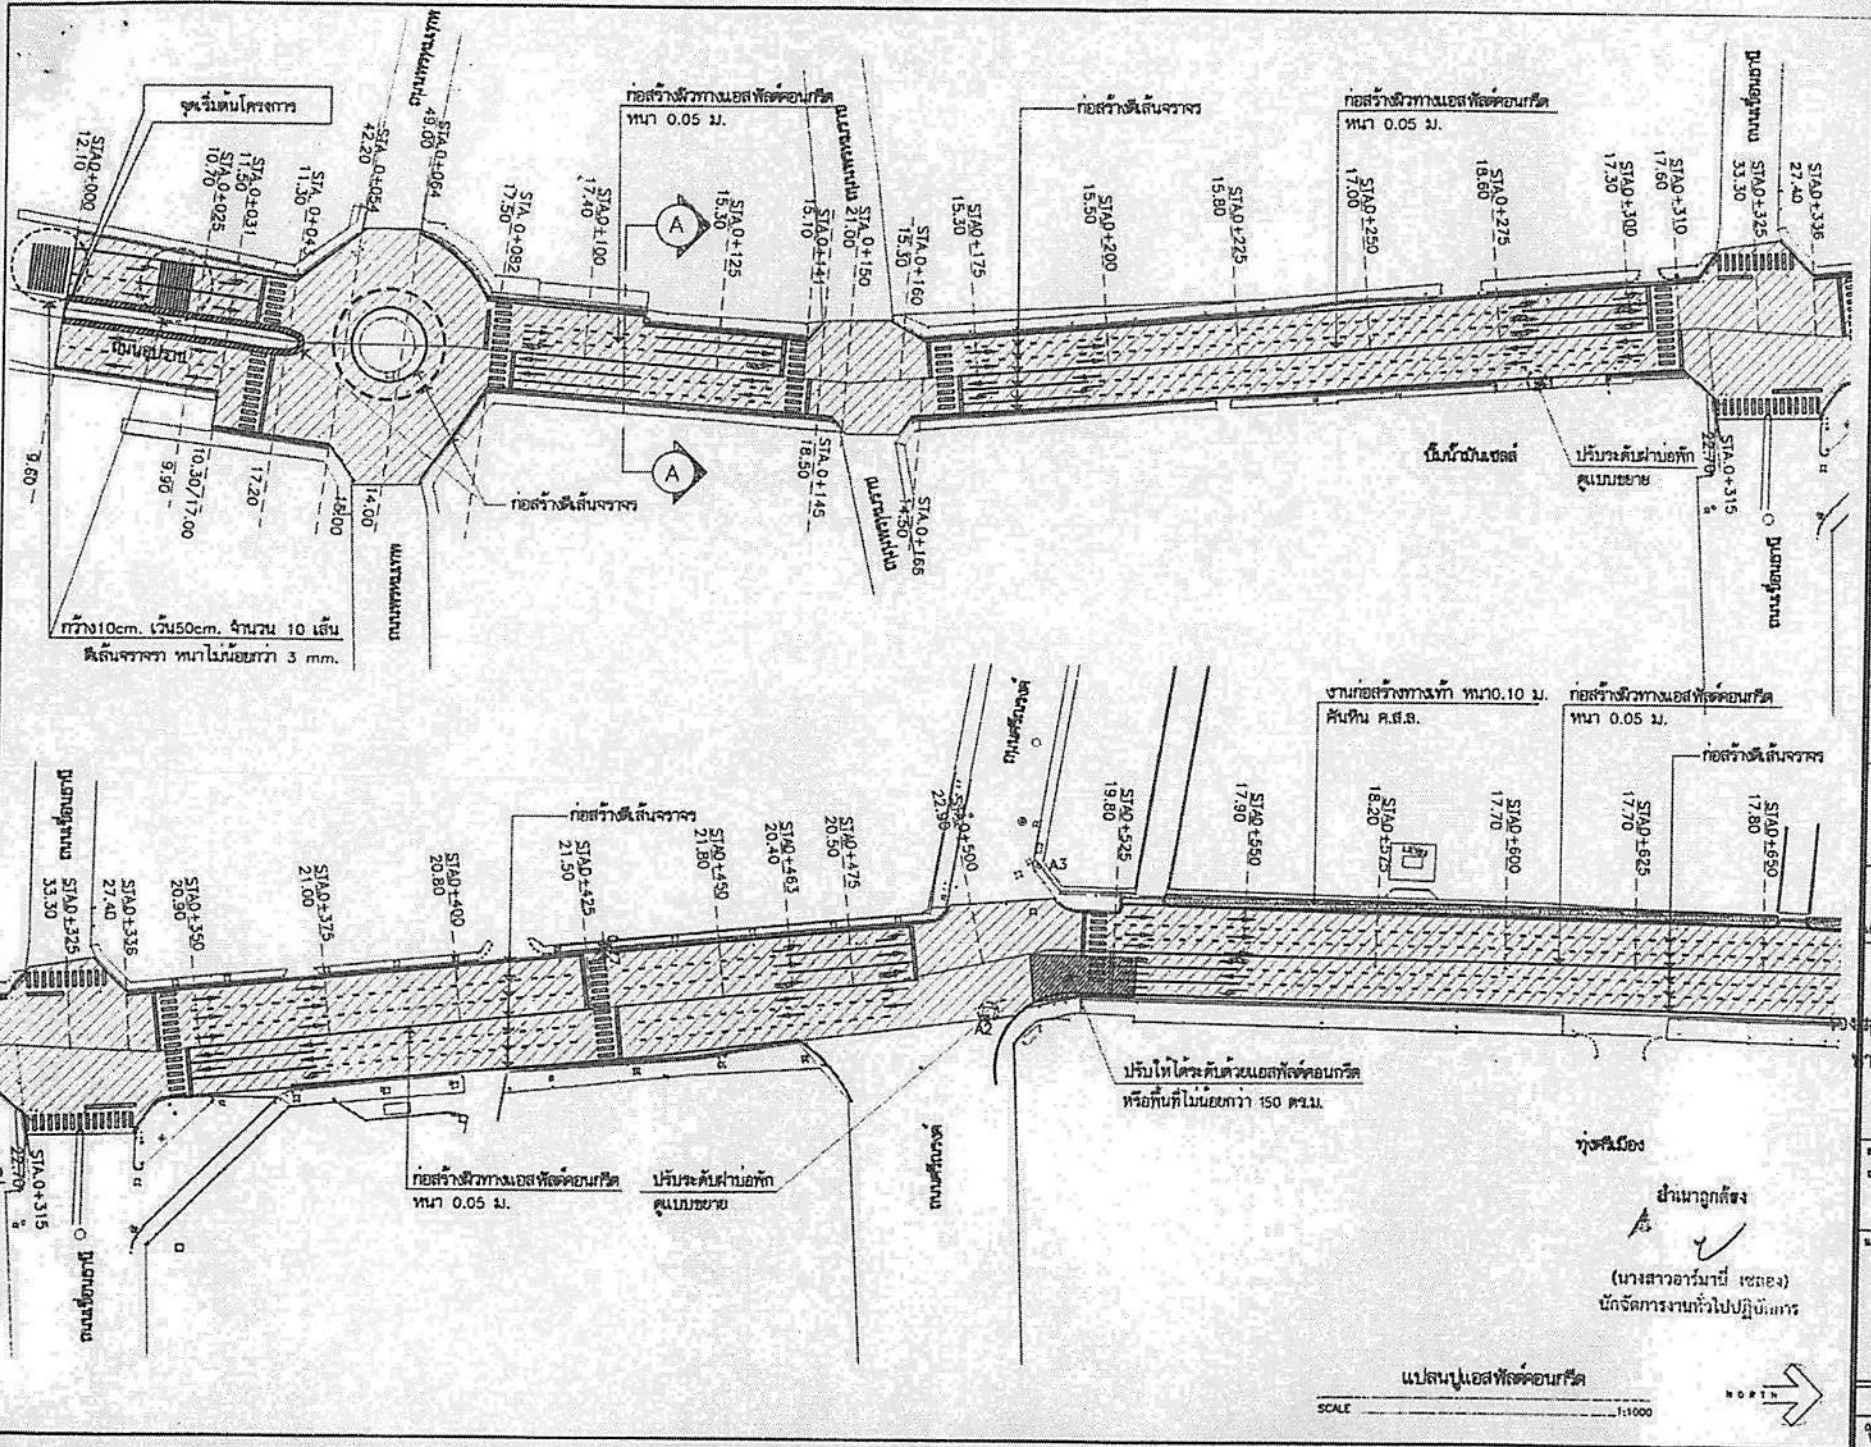 จุดเริ่มต้นโครงการ
ก่อสร้างผิวทางแอสฟัลต์คอนกรีต
หนา 0.05 ม.
ก่อสร้างตีเส้นจราจร
ก่อสร้างผิวทางแอสฟัลต์คอนกรีต
หนา 0.05 ม.
STA.0+000
12.10
STA.0+025
10.70
STA.0+031
11.50
11.30
STA. 0+054
42.20
STA.0+064
49.00
STA. 0+082
17.50
STA.0+100
17.40
STA.0+125
15.30
STA.0+141
15.10
STA.0+150
21.00
STA.0+160
15.30
STA.0+175
15.30
STA.0+200
15.50
STA.0+225
15.80
STA.0+250
17.00
STA.0+275
18.60
STA.0+300
17.30
STA.0+310
17.60
STA.0+325
33.30
STA.0+336
27.40
A
A
9.60
9.90
10.30/17.00
17.20
14.00
STA.0+145
18.50
STA.0+165
14.50
STA.0+315
22.70
ก่อสร้างตีเส้นจราจร
ปั๊มน้ำมันเชลล์
ปรับระดับฝาบ่อพัก
ดูแบบขยาย
กว้าง10cm. เว้น50cm. จำนวน 10 เส้น
ตีเส้นจราจรา หนาไม่น้อยกว่า 3 mm.
งานก่อสร้างทางเท้า หนา0.10 ม.
คันหิน ค.ส.ล.
ก่อสร้างผิวทางแอสฟัลต์คอนกรีต
หนา 0.05 ม.
ก่อสร้างตีเส้นจราจร
ก่อสร้างตีเส้นจราจร
STA.0+325
33.30
STA.0+336
27.40
STA.0+350
20.90
STA.0+375
21.00
STA.0+400
20.80
STA.0+425
21.50
STA.0+450
21.80
STA.0+463
20.40
STA.0+475
20.50
STA.0+500
22.90
STA.0+525
19.80
STA.0+550
17.90
STA.0+575
18.20
STA.0+600
17.70
STA.0+625
17.70
STA.0+650
17.80
A3
A2
ปรับให้ได้ระดับด้วยแอสฟัลต์คอนกรีต
หรือพื้นที่ไม่น้อยกว่า 150 ตร.ม.
STA.0+315
22.70
ก่อสร้างผิวทางแอสฟัลต์คอนกรีต
หนา 0.05 ม.
ปรับระดับฝาบ่อพัก
ดูแบบขยาย
ทุ่งศรีเมือง
สำเนาถูกต้อง
นักจัดการงานทั่วไปปฏิบัติการ
แปลนปูแอสฟัลต์คอนกรีต
SCALE 1:1000
NORTH